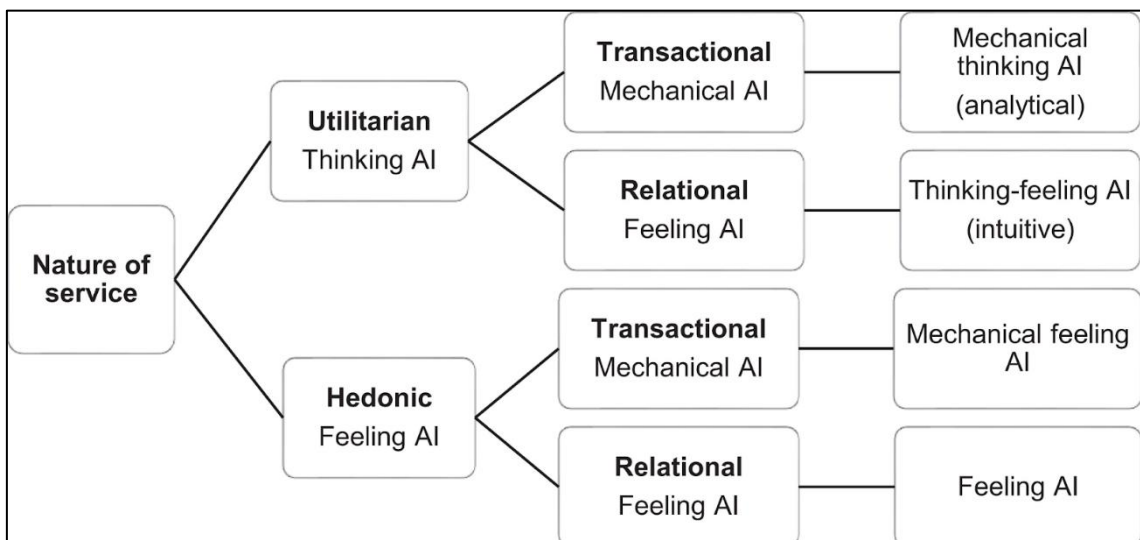 Nature of
service
Utilitarian
Thinking AI
Hedonic
Feeling AI
Transactional
Mechanical AI
Relational
Feeling AI
Transactional
Mechanical AI
Relational
Feeling AI
Mechanical
thinking AI
(analytical)
Thinking-feeling AI
(intuitive)
Mechanical feeling
AI
Feeling AI